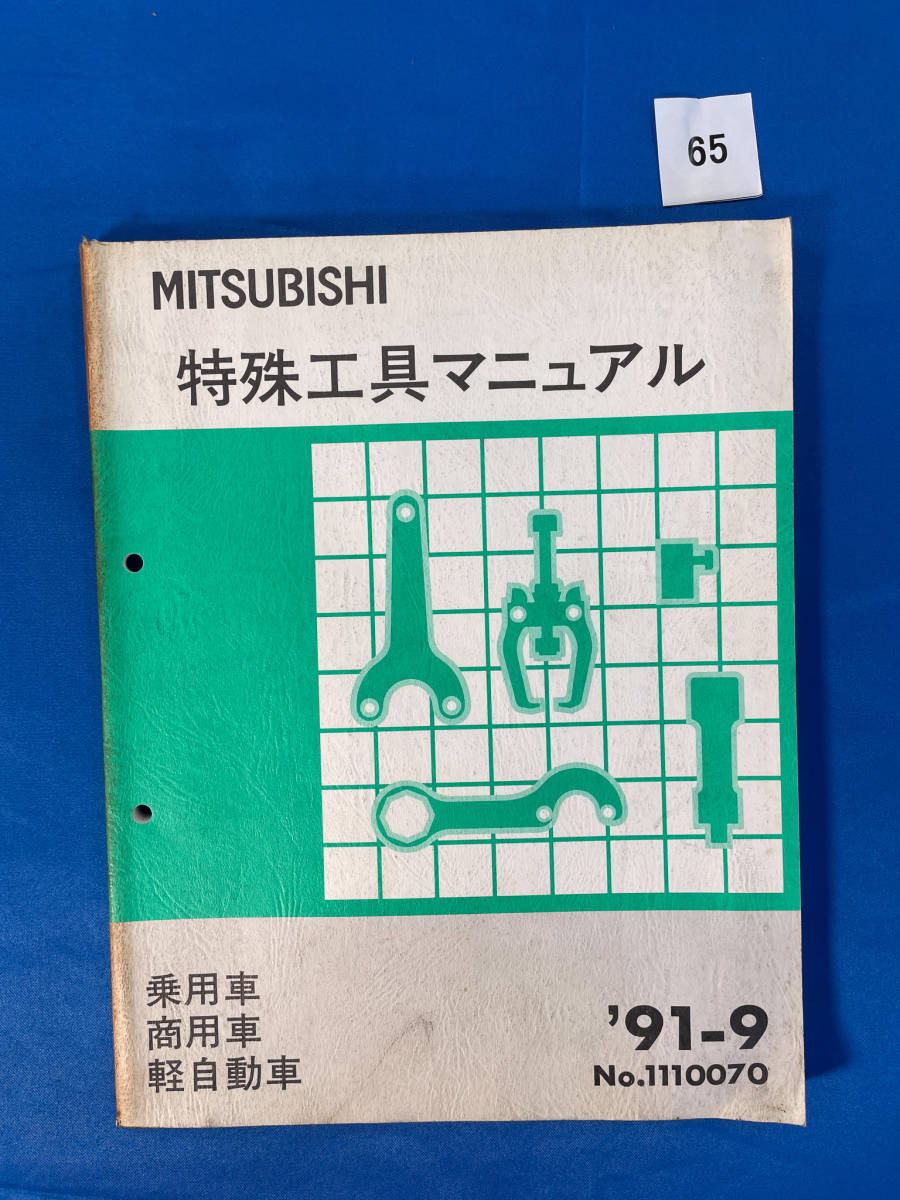 65
MITSUBISHI
特殊工具マニュアル
乗用車
商用車
軽自動車
'91-9
No.1110070